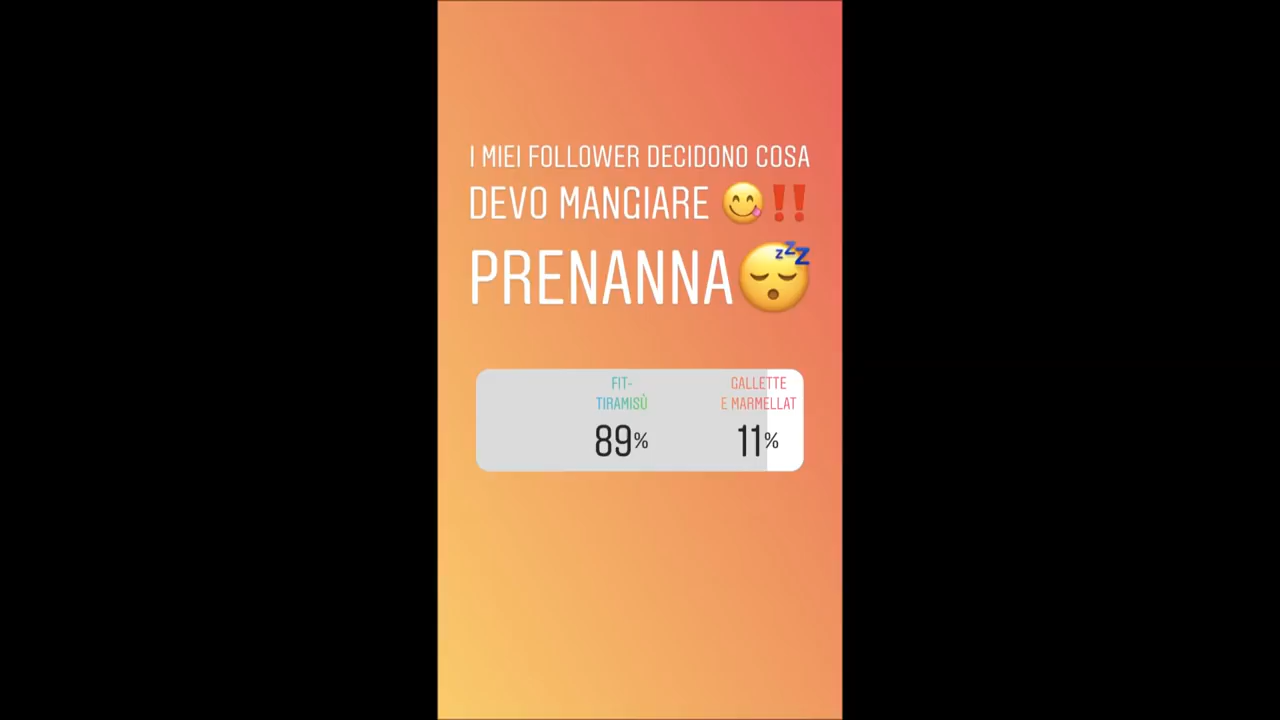 I MIEI FOLLOWER DECIDONO COSA
DEVO MANGIARE 😋‼️
PRENANNA😴
FIT-
TIRAMISÙ
89%
GALLETTE
E MARMELLAT
11%